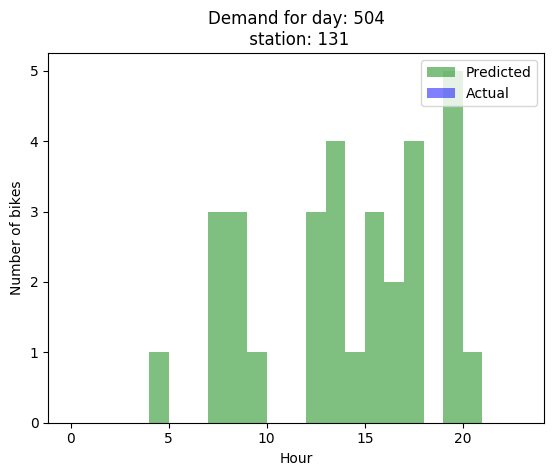 Demand for day: 504
station: 131
Predicted
Actual
Number of bikes
5
4
3
2
1
0
0
5
10
15
20
Hour